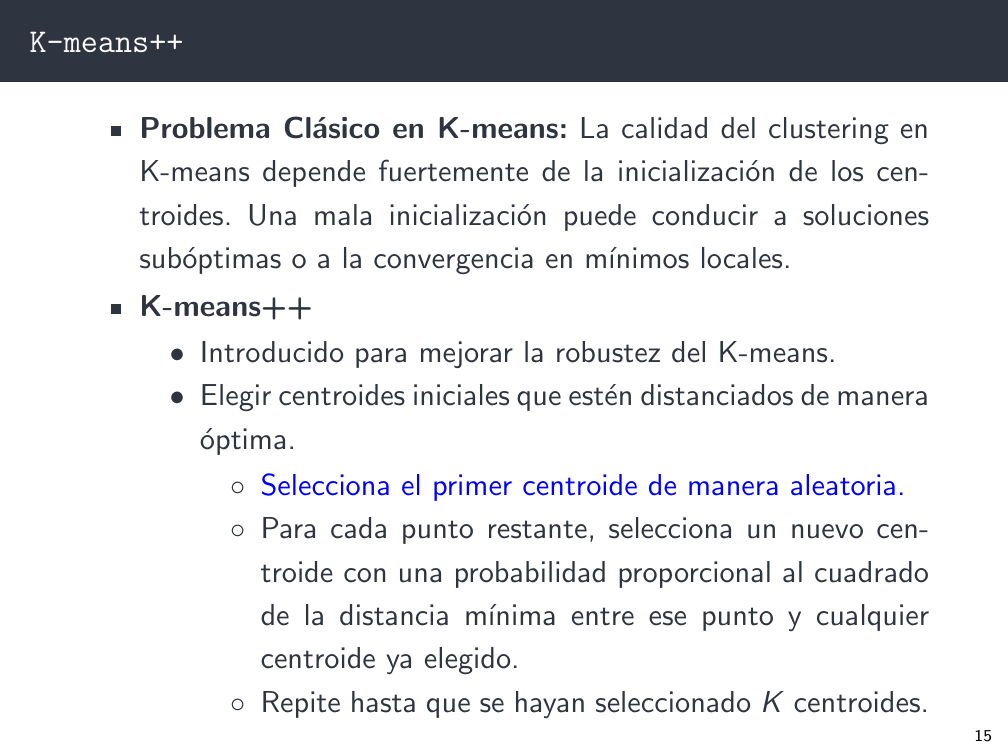 K-means++
▪ Problema Clásico en K-means: La calidad del clustering en
K-means depende fuertemente de la inicialización de los cen-
troides. Una mala inicialización puede conducir a soluciones
subóptimas o a la convergencia en mínimos locales.
▪ K-means++
• Introducido para mejorar la robustez del K-means.
• Elegir centroides iniciales que estén distanciados de manera
óptima.
◦ Selecciona el primer centroide de manera aleatoria.
◦ Para cada punto restante, selecciona un nuevo cen-
troide con una probabilidad proporcional al cuadrado
de la distancia mínima entre ese punto y cualquier
centroide ya elegido.
◦ Repite hasta que se hayan seleccionado K centroides.
15